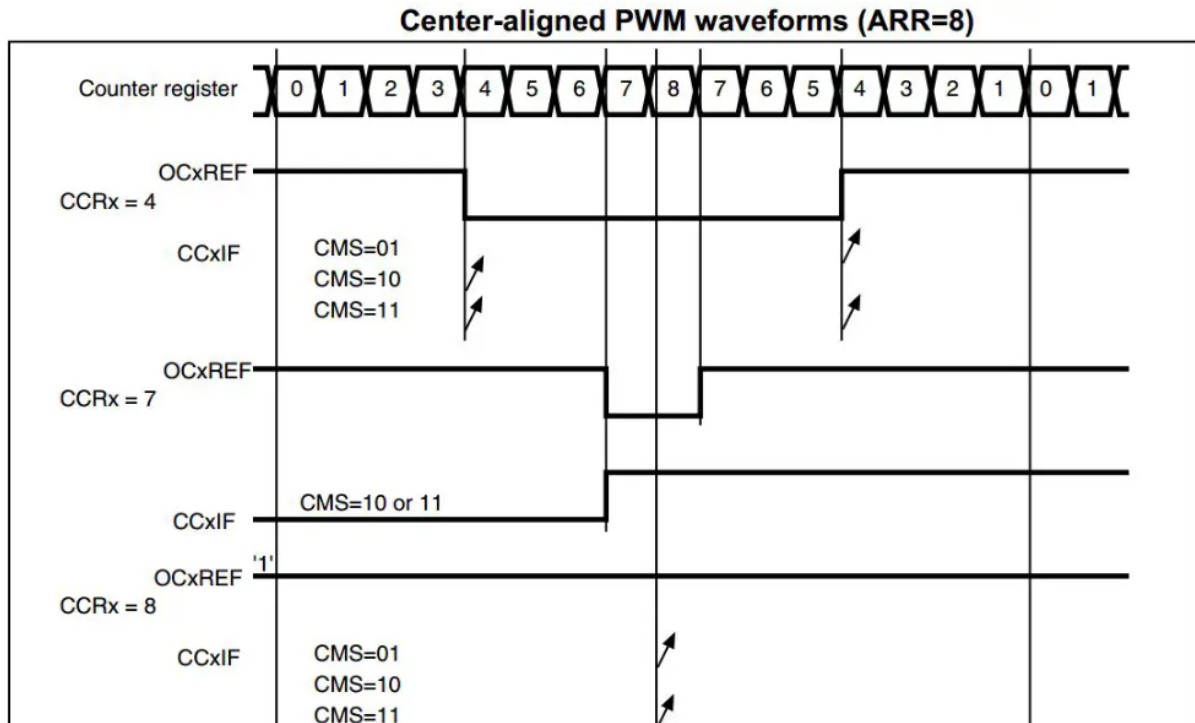 Center-aligned PWM waveforms (ARR=8)
Counter register 0 1 2 3 4 5 6 7 8 7 6 5 4 3 2 1 0 1
OCxREF
CCRx = 4
CCxIF
CMS=01
CMS=10
CMS=11
OCxREF
CCRx = 7
CMS=10 or 11
CCxIF
'1'
OCxREF
CCRx = 8
CCxIF
CMS=01
CMS=10
CMS=11